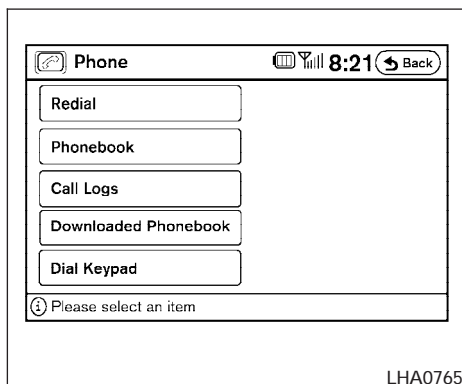 Phone 8:21 Back
Redial
Phonebook
Call Logs
Downloaded Phonebook
Dial Keypad
i Please select an item
LHA0765